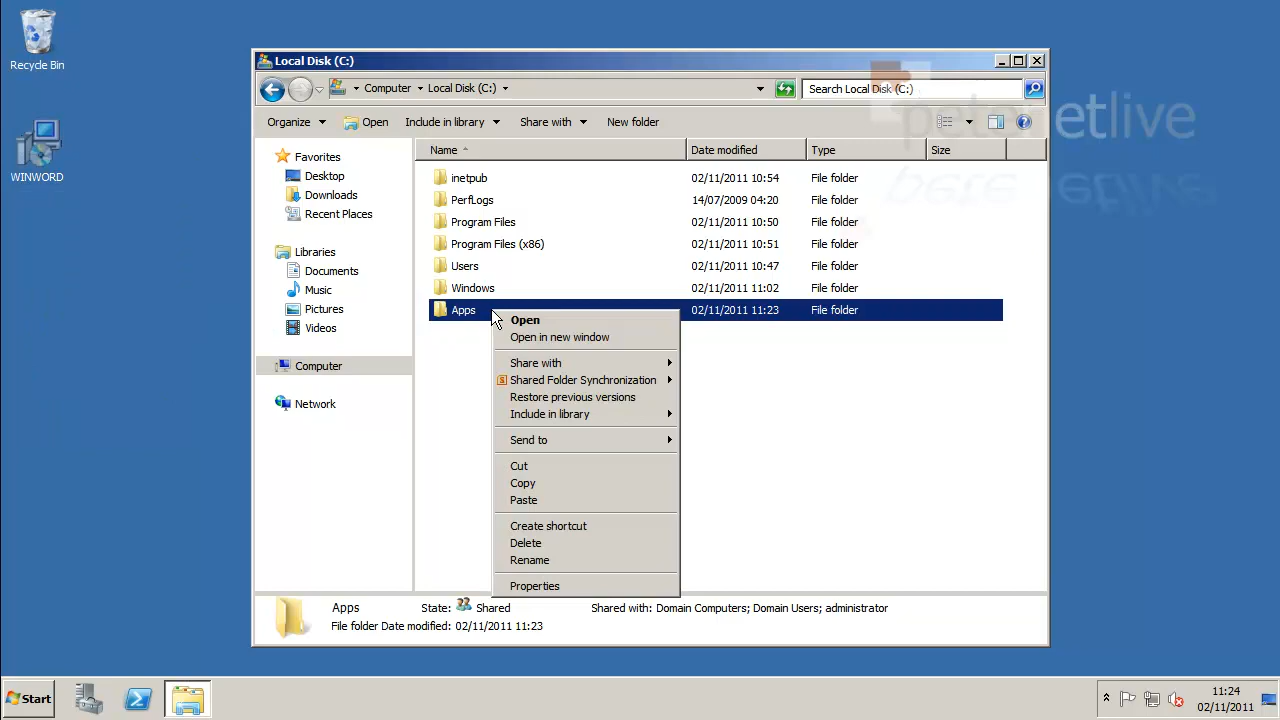 Recycle Bin
WINWORD
Local Disk (C:)
Computer Local Disk (C:)
Search Local Disk (C:)
Organize Open Include in library Share with New folder
Name Date modified Type Size
Favorites
Desktop
Downloads
Recent Places
Libraries
Documents
Music
Pictures
Videos
Computer
Network
inetpub 02/11/2011 10:54 File folder
PerfLogs 14/07/2009 04:20 File folder
Program Files 02/11/2011 10:50 File folder
Program Files (x86) 02/11/2011 10:51 File folder
Users 02/11/2011 10:47 File folder
Windows 02/11/2011 11:02 File folder
Apps 02/11/2011 11:23 File folder
Open
Open in new window
Share with
S Shared Folder Synchronization
Restore previous versions
Include in library
Send to
Cut
Copy
Paste
Create shortcut
Delete
Rename
Properties
Apps State: Shared Shared with: Domain Computers; Domain Users; administrator
File folder Date modified: 02/11/2011 11:23
petenetlive
Start
11:24
02/11/2011